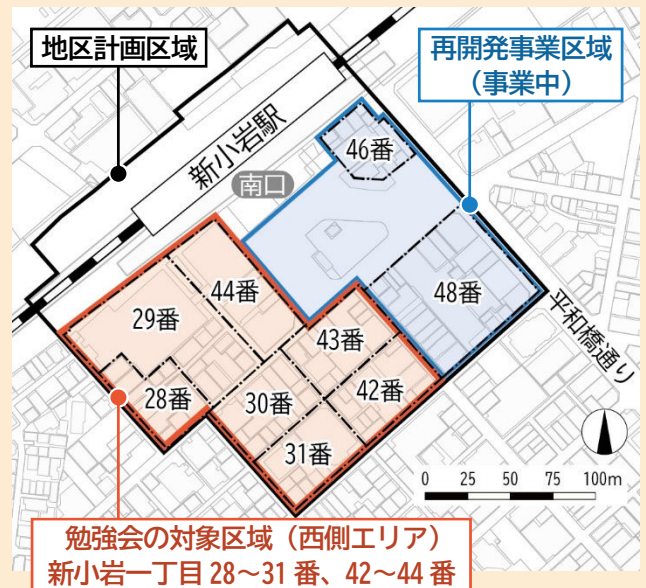 地区計画区域
再開発事業区域
（事業中）
新小岩駅
南口
46番
44番
48番
29番
43番
平和橋通り
28番
30番
42番
31番
0 25 50 75 100m
勉強会の対象区域（西側エリア）
新小岩一丁目 28～31 番、42～44 番